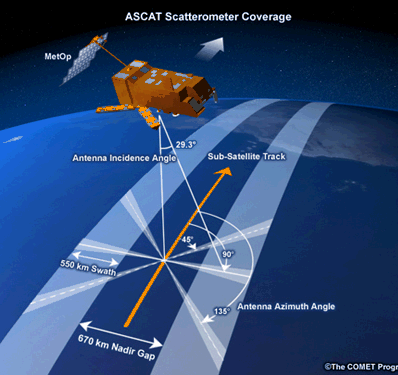 ASCAT Scatterometer Coverage
MetOp
29.3°
Antenna Incidence Angle
Sub-Satellite Track
45°
90°
550 km Swath
135°
Antenna Azimuth Angle
670 km Nadir Gap
©The COMET Progr